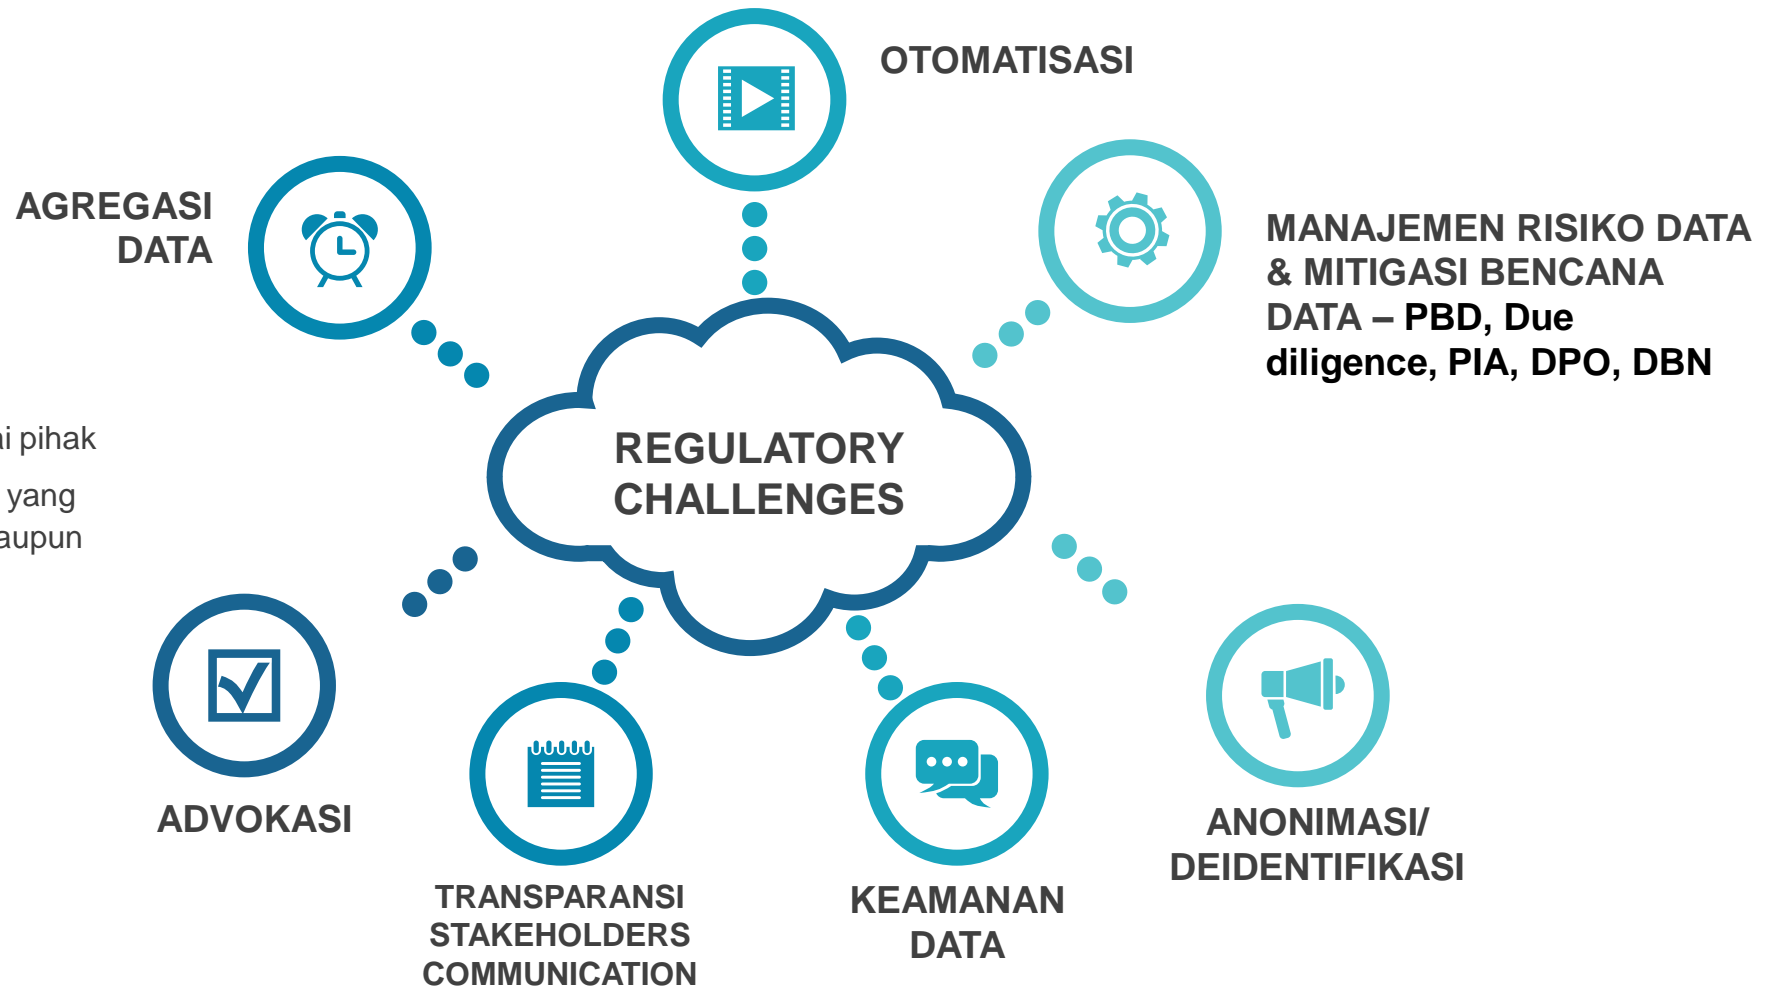 OTOMATISASI
AGREGASI
DATA
MANAJEMEN RISIKO DATA
& MITIGASI BENCANA
DATA – PBD, Due
diligence, PIA, DPO, DBN
REGULATORY
CHALLENGES
pihak
yang
ADVOKASI
TRANSPARANSI
STAKEHOLDERS
COMMUNICATION
KEAMANAN
DATA
ANONIMASI/
DEIDENTIFIKASI